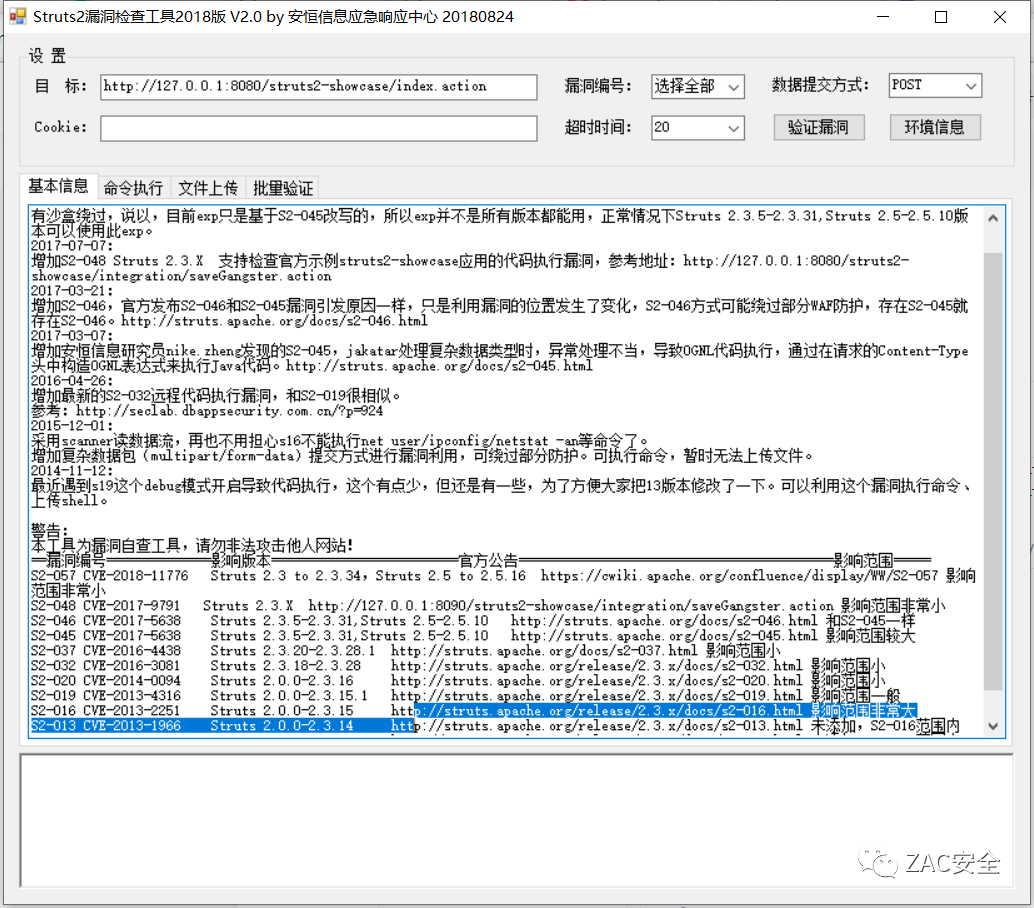 Struts2漏洞检查工具2018版 V2.0 by 安恒信息应急响应中心 20180824
设 置
目 标: http://127.0.0.1:8080/struts2-showcase/index.action 漏洞编号: 选择全部 数据提交方式: POST
Cookie: 超时时间: 20 验证漏洞 环境信息
基本信息 命令执行 文件上传 批量验证
有沙盒绕过，说以，目前exp只是基于S2-045改写的，所以exp并不是所有版本都能用，正常情况下Struts 2.3.5-2.3.31,Struts 2.5-2.5.10版
本可以使用此exp。
2017-07-07:
增加S2-048 Struts 2.3.X 支持检查官方示例struts2-showcase应用的代码执行漏洞，参考地址：http://127.0.0.1:8080/struts2-
showcase/integration/saveGangster.action
2017-03-21:
增加S2-046，官方发布S2-046和S2-045漏洞引发原因一样，只是利用漏洞的位置发生了变化，S2-046方式可能绕过部分WAF防护，存在S2-045就
存在S2-046。http://struts.apache.org/docs/s2-046.html
2017-03-07:
增加安恒信息研究员nike.zheng发现的S2-045，jakatar处理复杂数据类型时，异常处理不当，导致OGNL代码执行，通过在请求的Content-Type
头中构造OGNL表达式来执行Java代码。http://struts.apache.org/docs/s2-045.html
2016-04-26:
增加最新的S2-032远程代码执行漏洞，和S2-019很相似。
参考：http://seclab.dbappsecurity.com.cn/?p=924
2015-12-01:
采用scanner读数据流，再也不用担心s16不能执行net user/ipconfig/netstat -an等命令了。
增加复杂数据包（multipart/form-data）提交方式进行漏洞利用，可绕过部分防护。可执行命令，暂时无法上传文件。
2014-11-12:
最近遇到s19这个debug模式开启导致代码执行，这个有点少，但还是有一些，为了方便大家把13版本修改了一下。可以利用这个漏洞执行命令、
上传shell。
警告:
本工具为漏洞自查工具，请勿非法攻击他人网站！
══漏洞编号═══════影响版本═════════════官方公告══════════════════════影响范围═══
S2-057 CVE-2018-11776 Struts 2.3 to 2.3.34，Struts 2.5 to 2.5.16 https://cwiki.apache.org/confluence/display/WW/S2-057 影响
范围非常小
S2-048 CVE-2017-9791 Struts 2.3.X http://127.0.0.1:8090/struts2-showcase/integration/saveGangster.action 影响范围非常小
S2-046 CVE-2017-5638 Struts 2.3.5-2.3.31,Struts 2.5-2.5.10 http://struts.apache.org/docs/s2-046.html 和S2-045一样
S2-045 CVE-2017-5638 Struts 2.3.5-2.3.31,Struts 2.5-2.5.10 http://struts.apache.org/docs/s2-045.html 影响范围较大
S2-037 CVE-2016-4438 Struts 2.3.20-2.3.28.1 http://struts.apache.org/docs/s2-037.html 影响范围小
S2-032 CVE-2016-3081 Struts 2.3.18-2.3.28 http://struts.apache.org/release/2.3.x/docs/s2-032.html 影响范围小
S2-020 CVE-2014-0094 Struts 2.0.0-2.3.16 http://struts.apache.org/release/2.3.x/docs/s2-020.html 影响范围小
S2-019 CVE-2013-4316 Struts 2.0.0-2.3.15.1 http://struts.apache.org/release/2.3.x/docs/s2-019.html 影响范围一般
S2-016 CVE-2013-2251 Struts 2.0.0-2.3.15 http://struts.apache.org/release/2.3.x/docs/s2-016.html 影响范围非常大
S2-013 CVE-2013-1966 Struts 2.0.0-2.3.14 http://struts.apache.org/release/2.3.x/docs/s2-013.html 未添加，S2-016范围内
ZAC安全